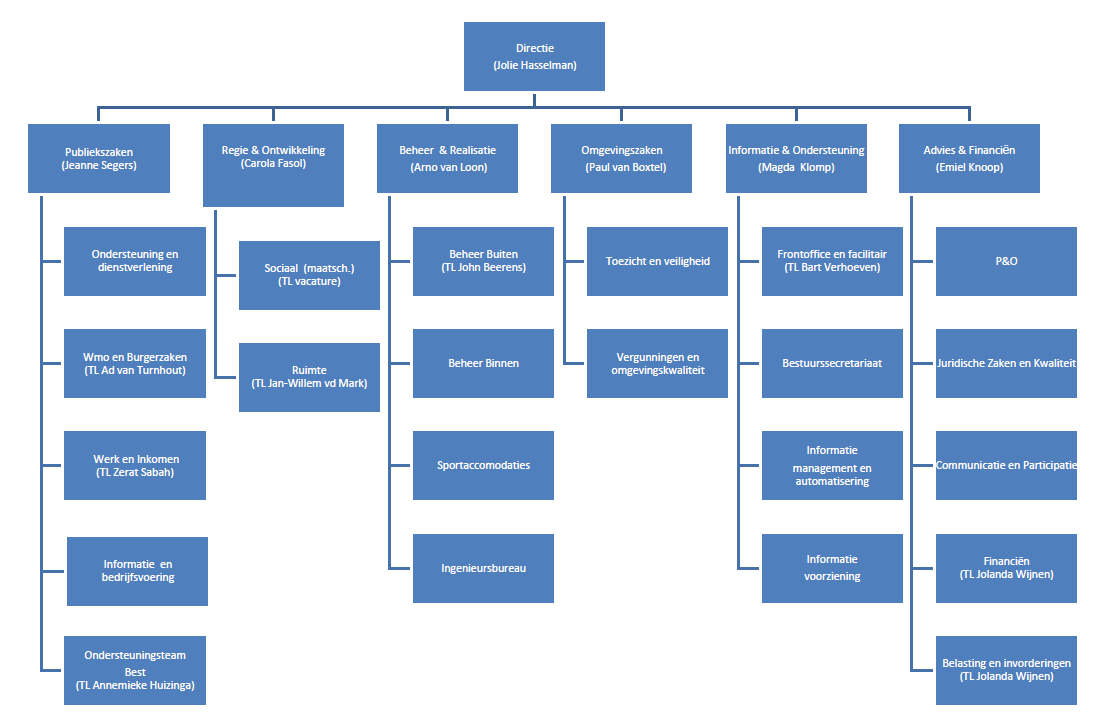 Directie
(Jolie Hasselman)
Publiekszaken
(Jeanne Segers)
Regie & Ontwikkeling
(Carola Fasol)
Beheer & Realisatie
(Arno van Loon)
Omgevingszaken
(Paul van Boxtel)
Informatie & Ondersteuning
(Magda Klomp)
Advies & Financiën
(Emiel Knoop)
Ondersteuning en
dienstverlening
Wmo en Burgerzaken
(TL Ad van Turnhout)
Werk en Inkomen
(TL Zerat Sabah)
Informatie en
bedrijfsvoering
Ondersteuningsteam
Best
(TL Annemieke Huizinga)
Sociaal (maatsch.)
(TL vacature)
Ruimte
(TL Jan-Willem vd Mark)
Beheer Buiten
(TL John Beerens)
Beheer Binnen
Sportaccomodaties
Ingenieursbureau
Toezicht en veiligheid
Vergunningen en
omgevingskwaliteit
Frontoffice en facilitair
(TL Bart Verhoeven)
Bestuurssecretariaat
Informatie
management en
automatisering
Informatie
voorziening
P&O
Juridische Zaken en Kwaliteit
Communicatie en Participatie
Financiën
(TL Jolanda Wijnen)
Belasting en invorderingen
(TL Jolanda Wijnen)